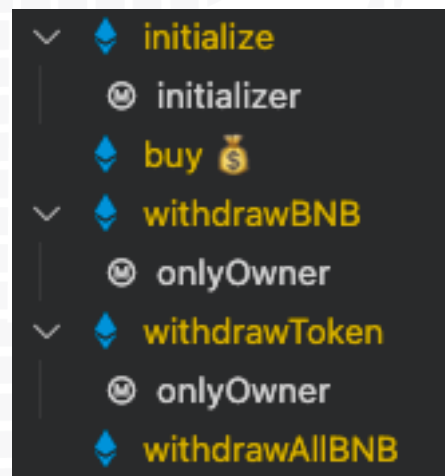 initialize
initializer
buy 💰
withdrawBNB
onlyOwner
withdrawToken
onlyOwner
withdrawAllBNB